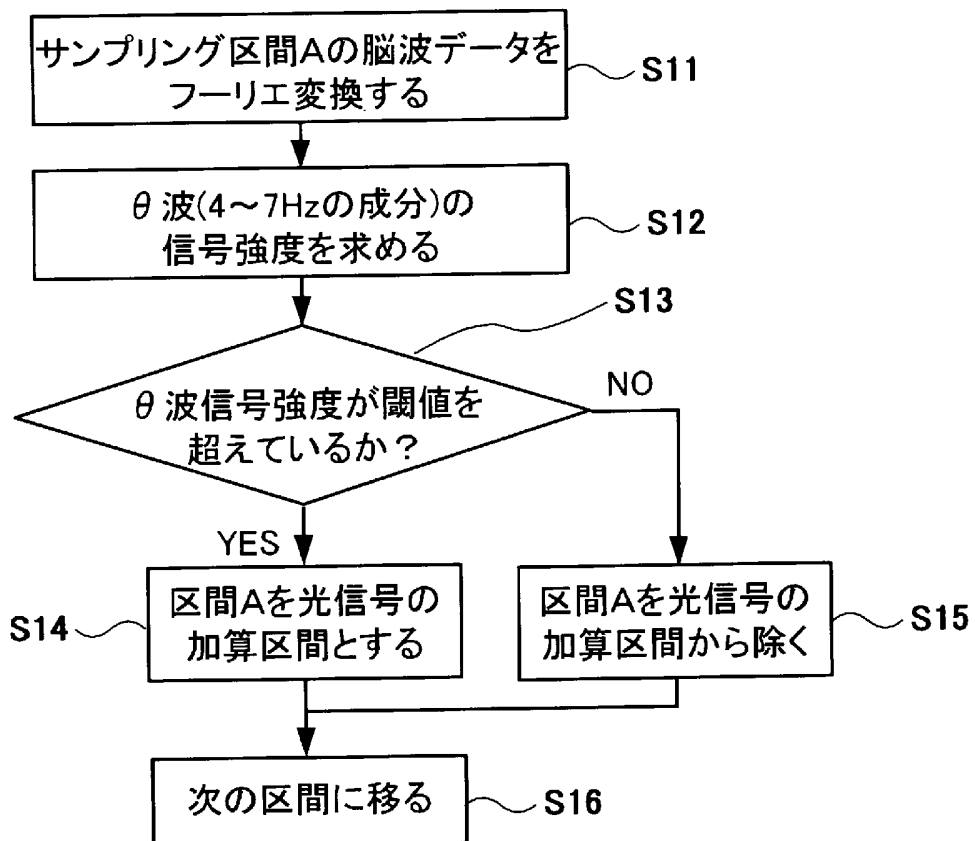 サンプリング区間Aの脳波データを
フーリエ変換する
S11
θ波(4～7Hzの成分)の
信号強度を求める
S12
S13
θ波信号強度が閾値を
超えているか？
NO
YES
S14
区間Aを光信号の
加算区間とする
区間Aを光信号の
加算区間から除く
S15
次の区間に移る
S16